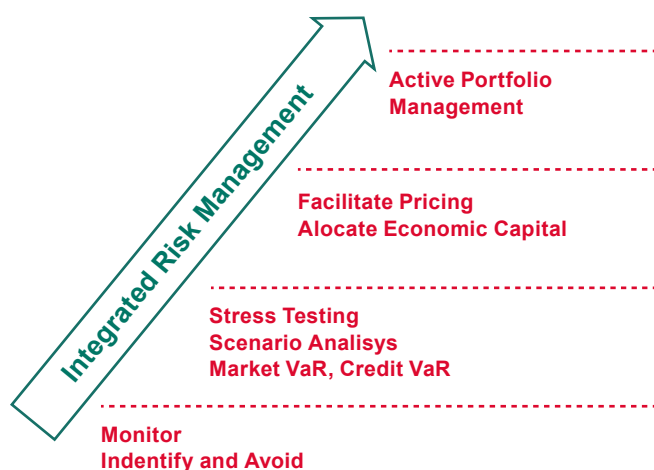 Active Portfolio
Management
Integrated Risk Management
Facilitate Pricing
Alocate Economic Capital
Stress Testing
Scenario Analisys
Market VaR, Credit VaR
Monitor
Indentify and Avoid